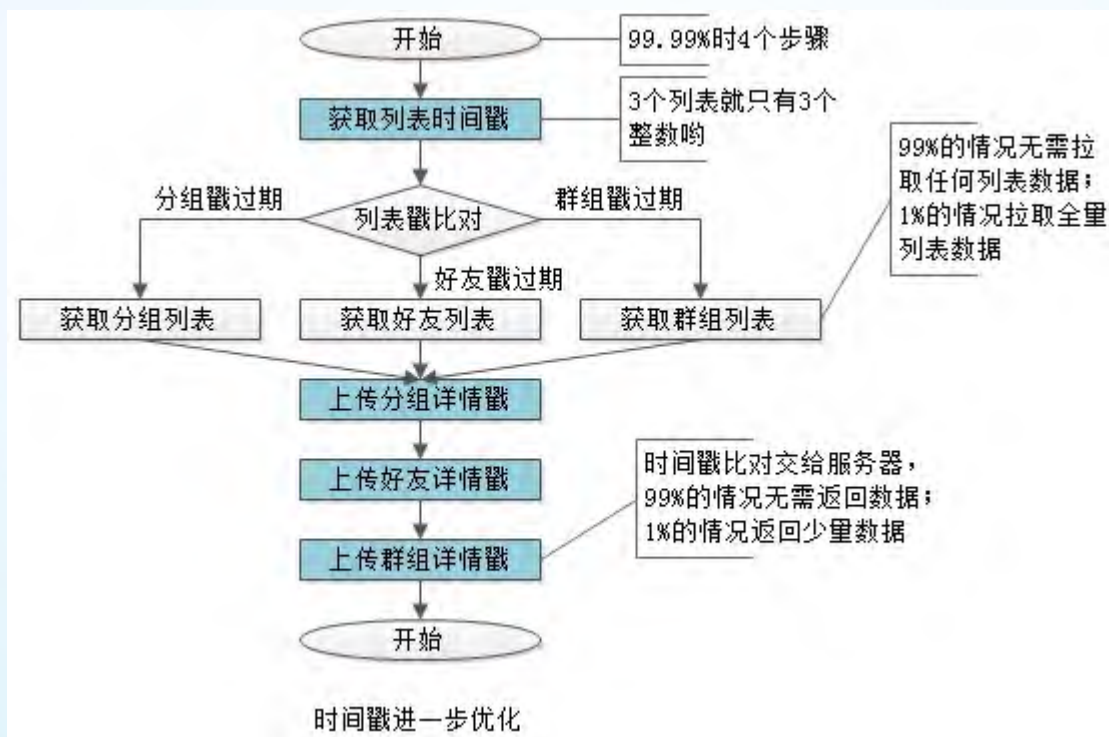 开始
99.99%时4个步骤
获取列表时间戳
3个列表就只有3个
整数哟
99%的情况无需拉
取任何列表数据;
1%的情况拉取全量
列表数据
分组戳过期
列表戳比对
群组戳过期
好友戳过期
获取分组列表
获取好友列表
获取群组列表
上传分组详情戳
上传好友详情戳
上传群组详情戳
时间戳比对交给服务器,
99%的情况无需返回数据;
1%的情况返回少量数据
开始
时间戳进一步优化